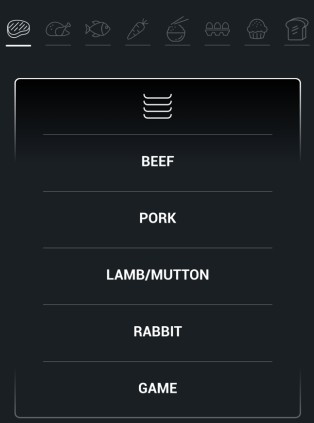 BEEF
PORK
LAMB/MUTTON
RABBIT
GAME